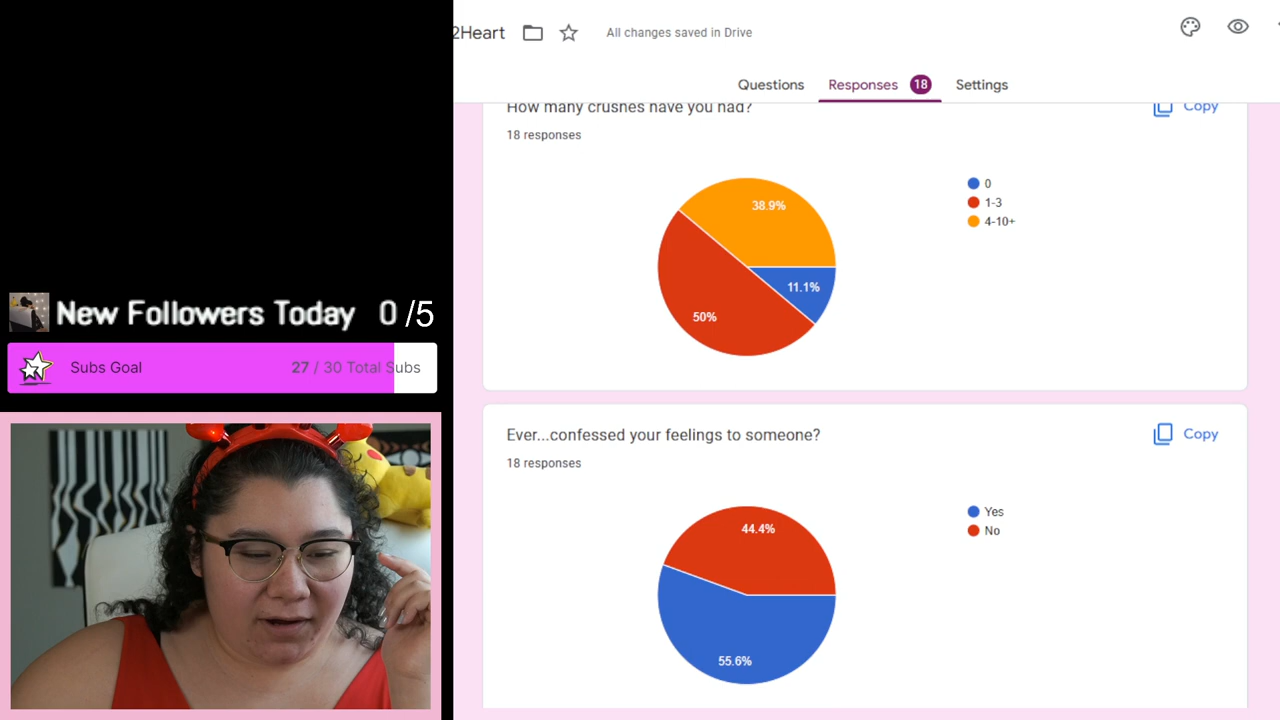 2Heart
All changes saved in Drive
Questions
Responses 18
Settings
How many crushes have you had?
Copy
18 responses
38.9%
11.1%
50%
0
1-3
4-10+
New Followers Today 0 /5
Subs Goal 27 / 30 Total Subs
Ever...confessed your feelings to someone?
Copy
18 responses
44.4%
55.6%
Yes
No